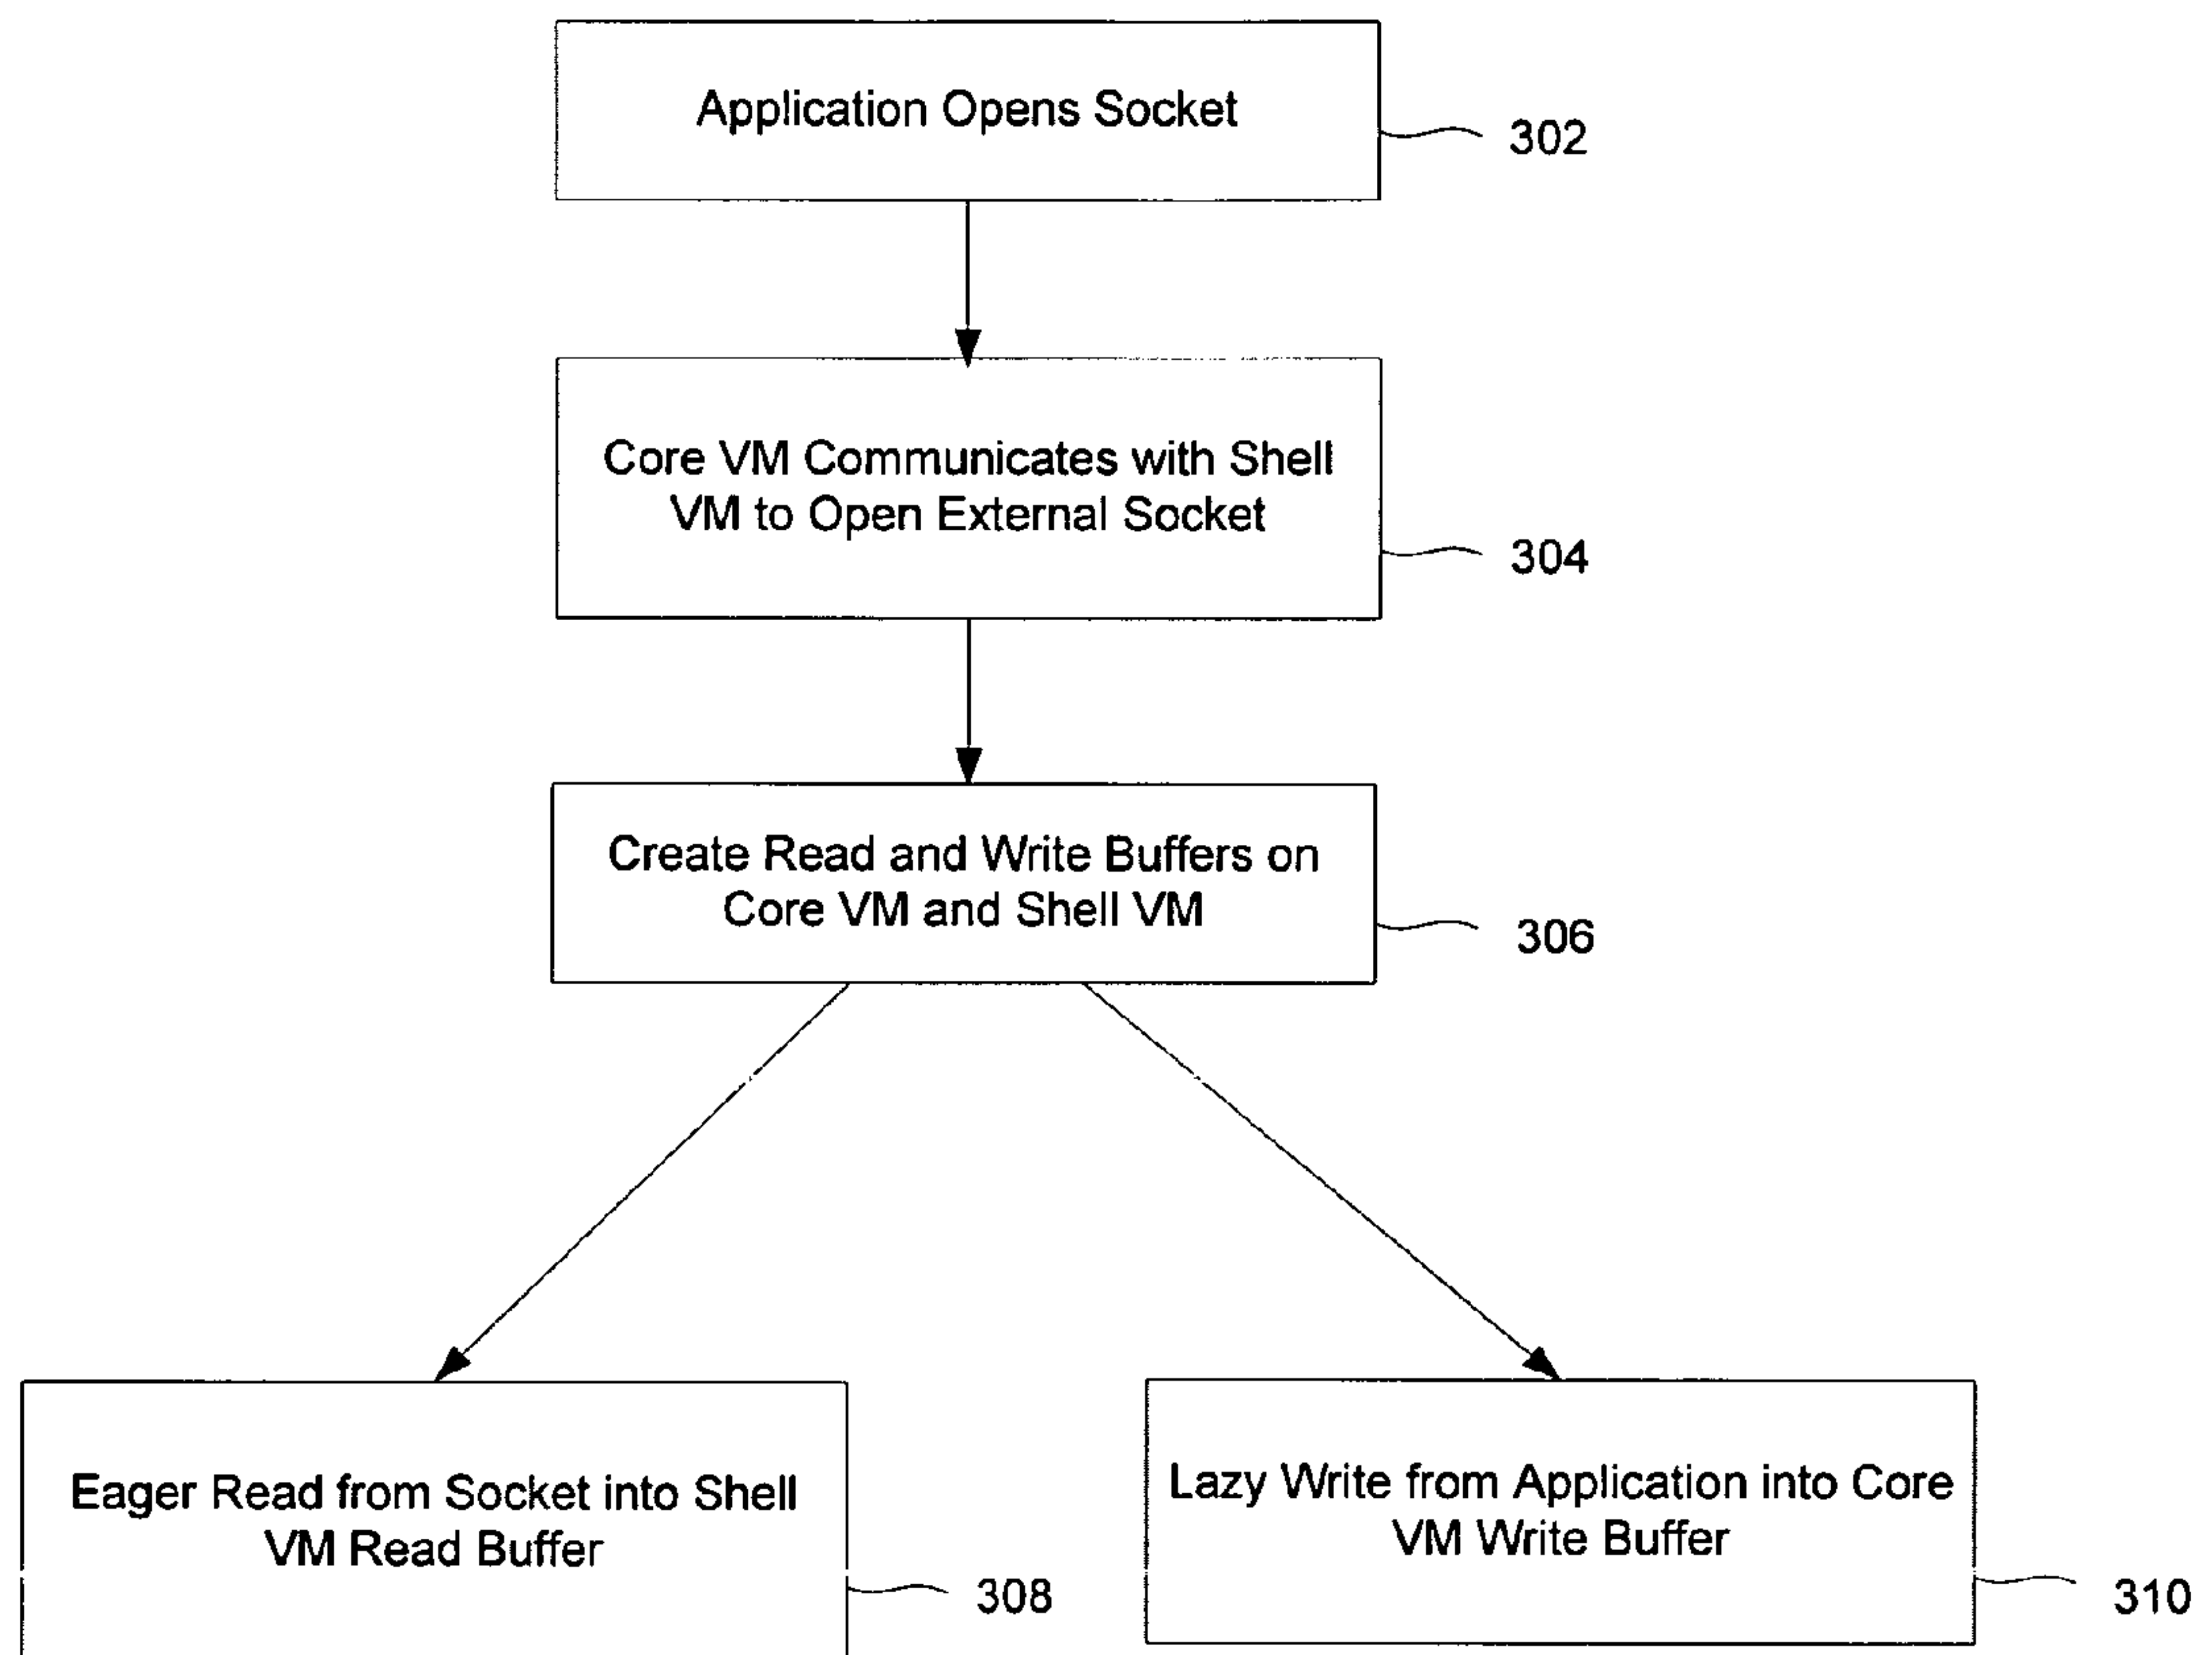 Application Opens Socket
302
Core VM Communicates with Shell
VM to Open External Socket
304
Create Read and Write Buffers on
Core VM and Shell VM
306
Eager Read from Socket into Shell
VM Read Buffer
308
Lazy Write from Application into Core
VM Write Buffer
310